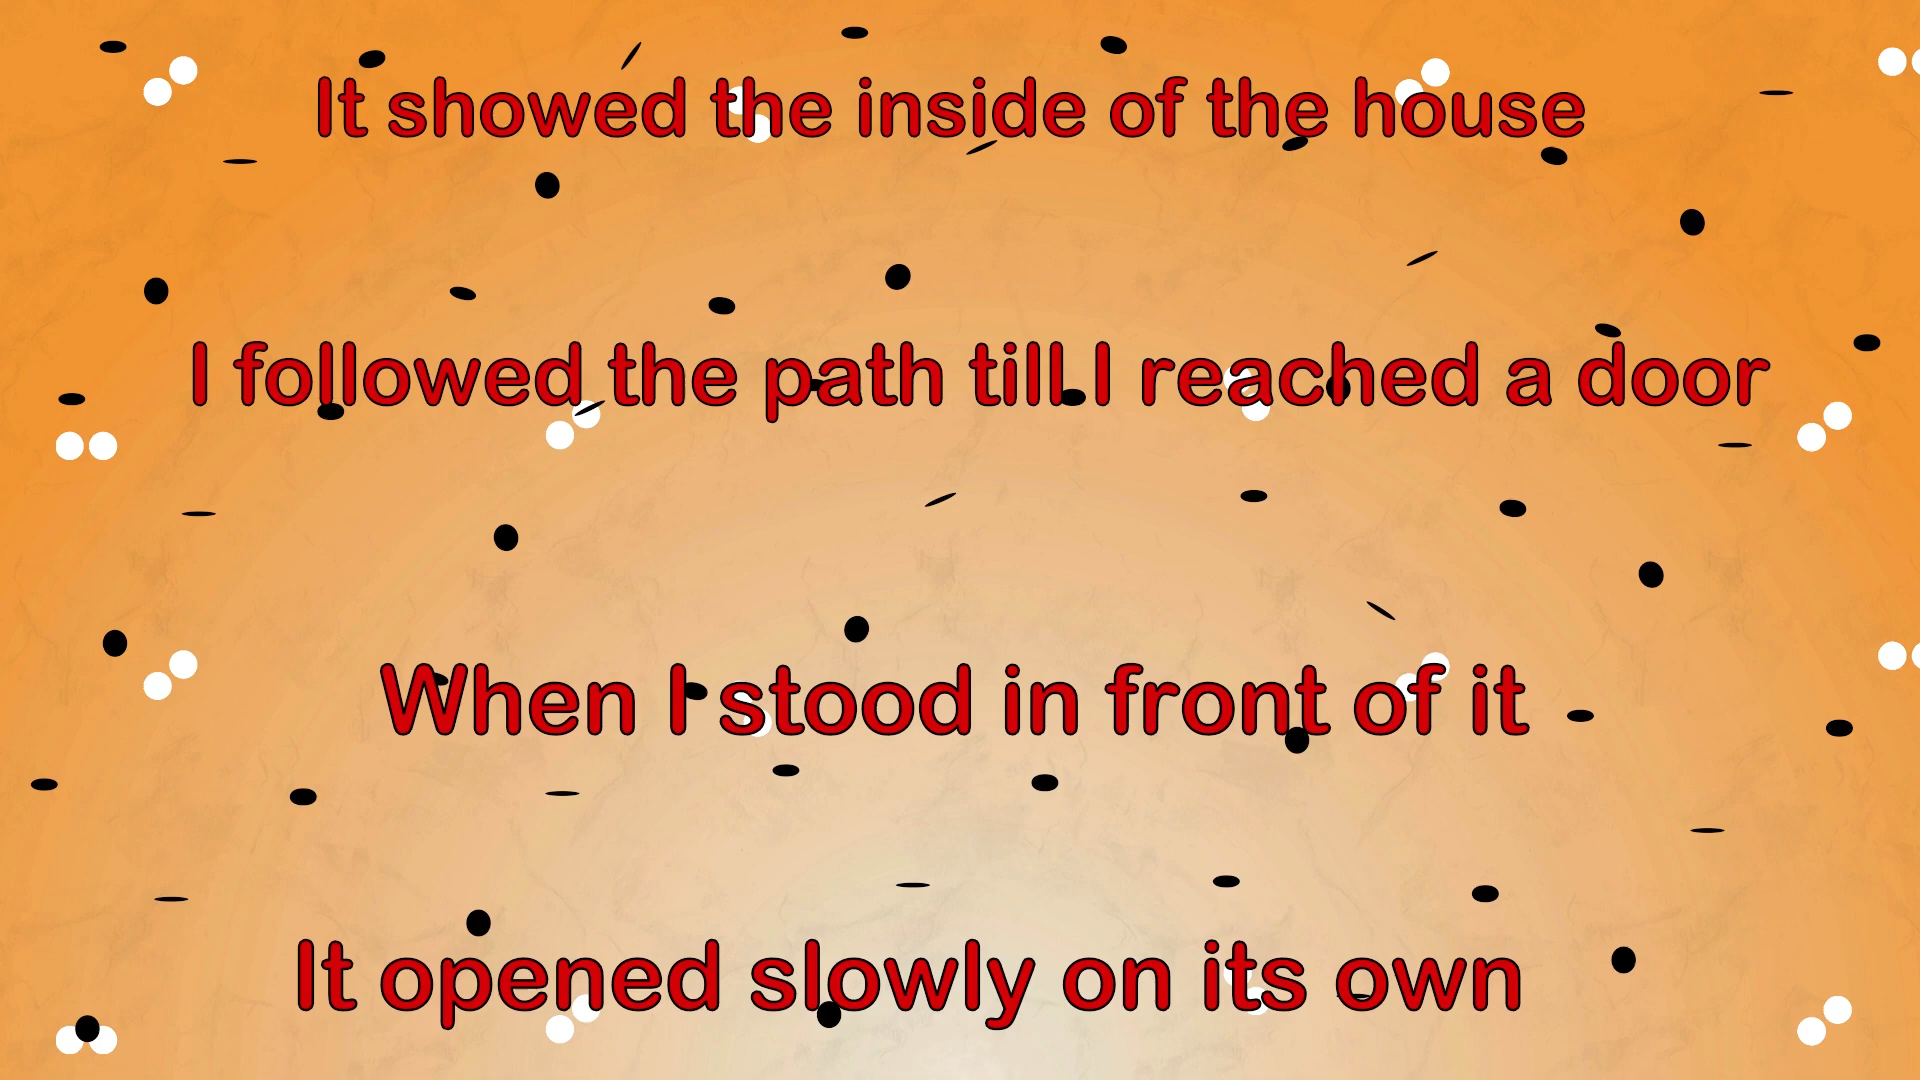 It showed the inside of the house
I followed the path till I reached a door
When I stood in front of it
It opened slowly on its own